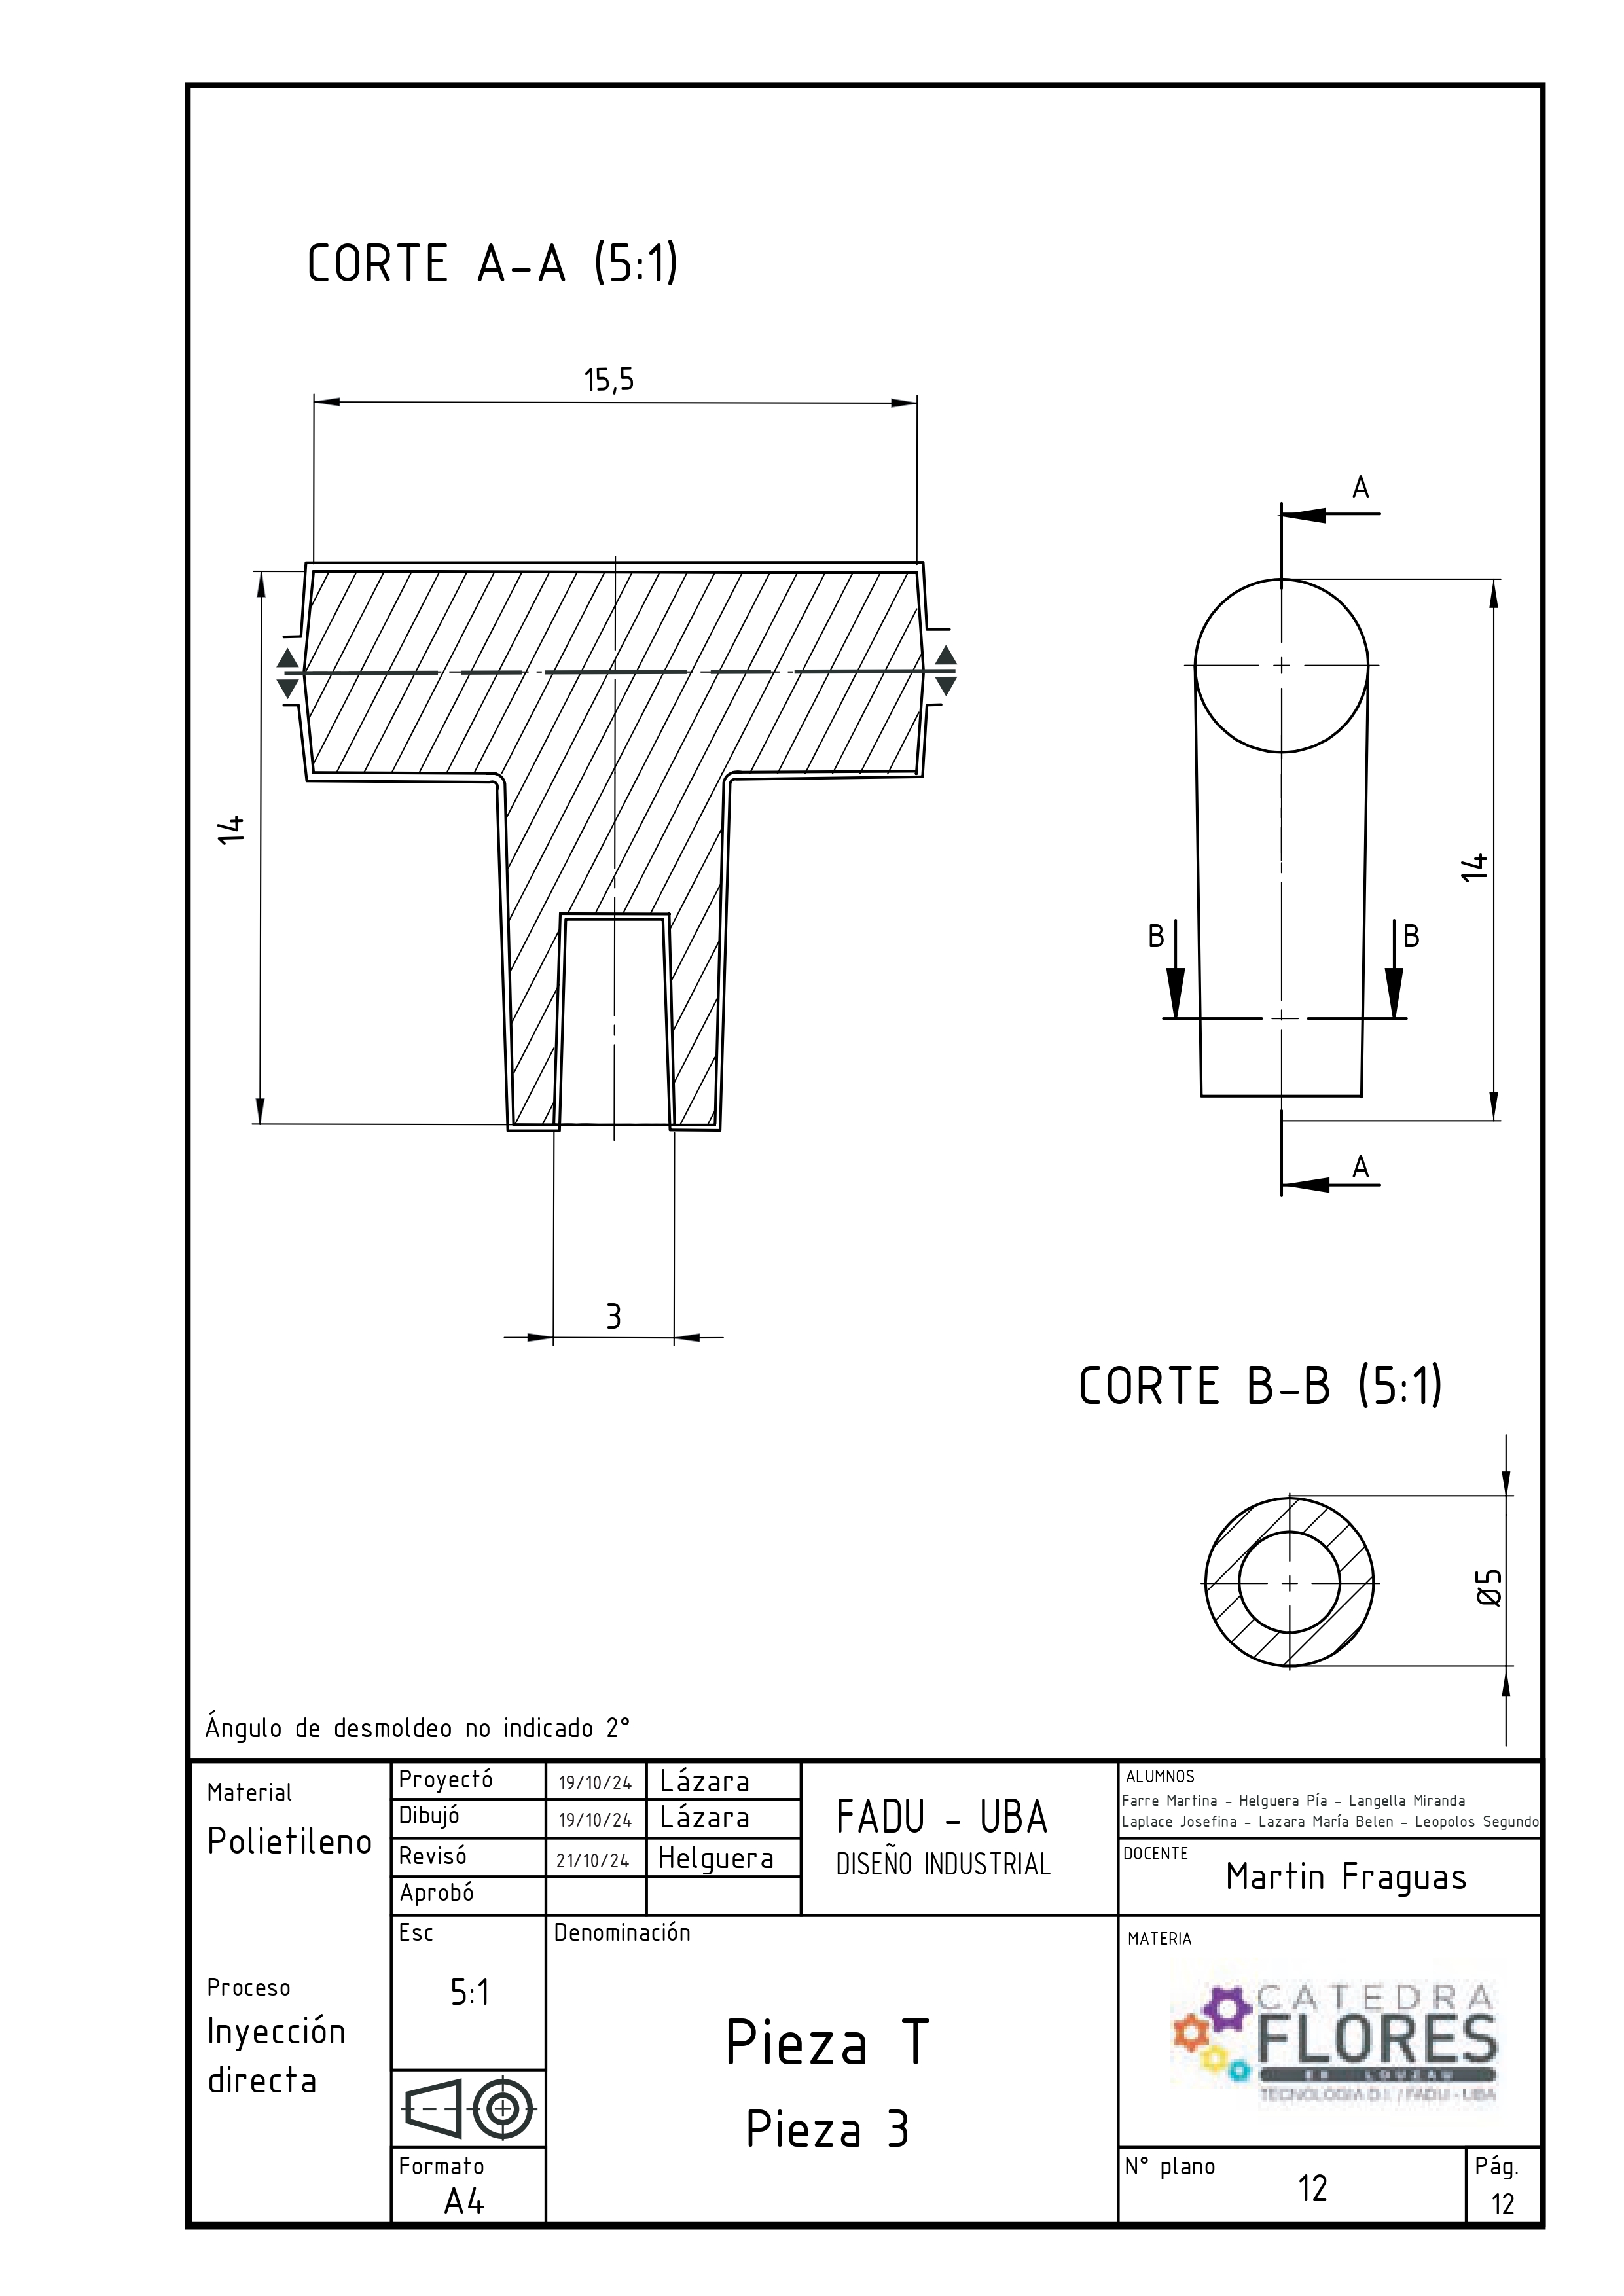 CORTE A-A (5:1)
15,5
A
14
14
B
B
A
3
CORTE B-B (5:1)
Ø5
Ángulo de desmoldeo no indicado 2°
Material
Polietileno
Proceso
Inyección
directa
Proyectó 19/10/24 Lázara
Dibujó 19/10/24 Lázara
Revisó 21/10/24 Helguera
Aprobó
Esc
5:1
Formato
A4
FADU - UBA
DISEÑO INDUSTRIAL
Denominación
Pieza T
Pieza 3
ALUMNOS
Farre Martina - Helguera Pía - Langella Miranda
Laplace Josefina - Lazara María Belen - Leopolos Segundo
DOCENTE
Martin Fraguas
MATERIA
CATEDRA
FLORES
EX LOUZAU
TECNOLOGIA D.I. / FADU - UBA
N° plano
12
Pág.
12